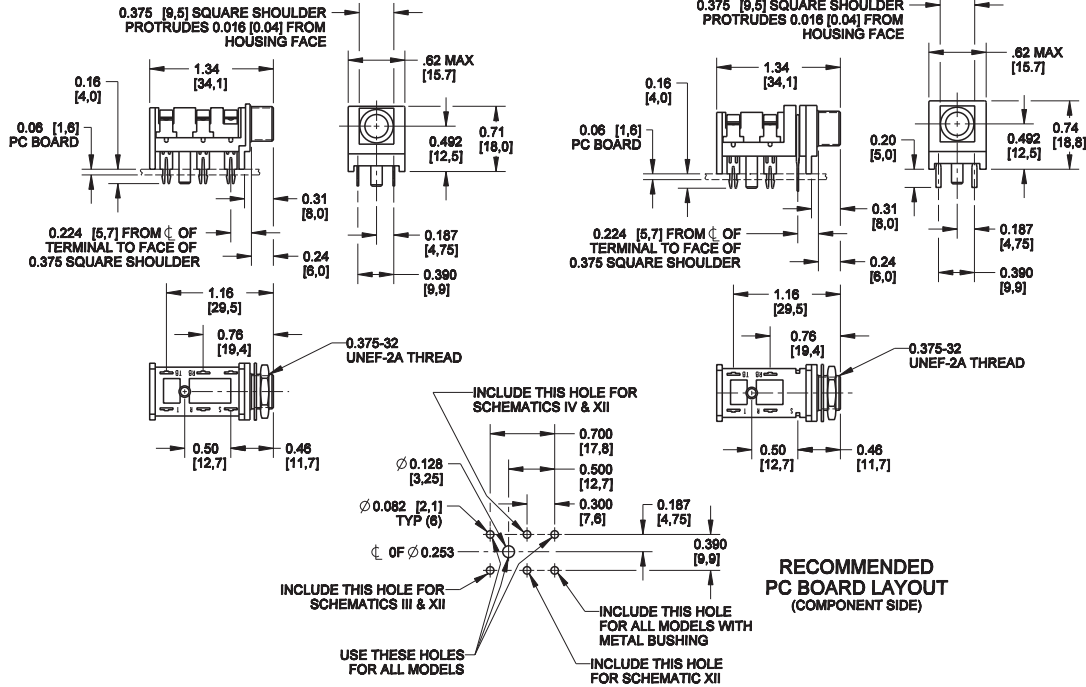 0.375 [9,5] SQUARE SHOULDER
PROTRUDES 0.016 [0.04] FROM
HOUSING FACE
.62 MAX
[15.7]
1.34
[34,1]
0.16
[4,0]
0.06 [1,6]
PC BOARD
0.492
[12,5]
0.71
[18,0]
0.31
[8,0]
0.224 [5,7] FROM ℄ OF
TERMINAL TO FACE OF
0.375 SQUARE SHOULDER
0.24
[6,0]
0.187
[4,75]
0.390
[9,9]
1.16
[29,5]
0.76
[19,4]
0.375-32
UNEF-2A THREAD
TB RB
T R S
0.50
[12,7]
0.46
[11,7]
0.375 [9,5] SQUARE SHOULDER
PROTRUDES 0.016 [0.04] FROM
HOUSING FACE
.62 MAX
[15.7]
1.34
[34,1]
0.16
[4,0]
0.06 [1,6]
PC BOARD
0.20
[5,0]
0.492
[12,5]
0.74
[18,8]
0.31
[8,0]
0.224 [5,7] FROM ℄ OF
TERMINAL TO FACE OF
0.375 SQUARE SHOULDER
0.24
[6,0]
0.187
[4,75]
0.390
[9,9]
1.16
[29,5]
0.76
[19,4]
0.375-32
UNEF-2A THREAD
TB RB
T R S
0.50
[12,7]
0.46
[11,7]
INCLUDE THIS HOLE FOR
SCHEMATICS IV & XII
0.700
[17,8]
Ø 0.128
[3,25]
0.500
[12,7]
Ø 0.082 [2,1]
TYP (6)
0.300
[7,6]
0.187
[4,75]
℄ 0F Ø 0.253
0.390
[9,9]
INCLUDE THIS HOLE FOR
SCHEMATICS III & XII
INCLUDE THIS HOLE
FOR ALL MODELS WITH
METAL BUSHING
USE THESE HOLES
FOR ALL MODELS
INCLUDE THIS HOLE
FOR SCHEMATIC XII
RECOMMENDED
PC BOARD LAYOUT
(COMPONENT SIDE)